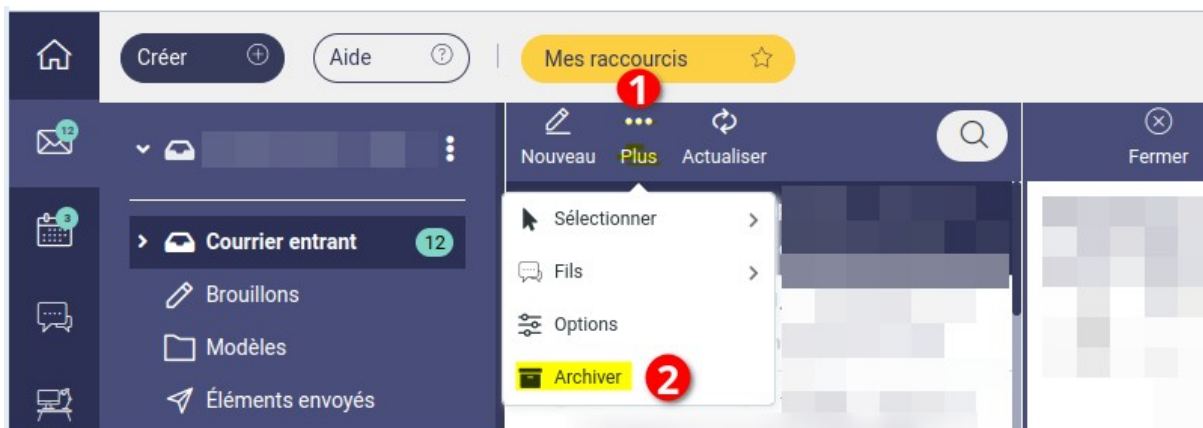 Créer
Aide
?
Mes raccourcis
1
12
Nouveau
Plus
Actualiser
Fermer
3
Sélectionner
Courrier entrant
12
Fils
Brouillons
Options
Modèles
Archiver
2
Éléments envoyés